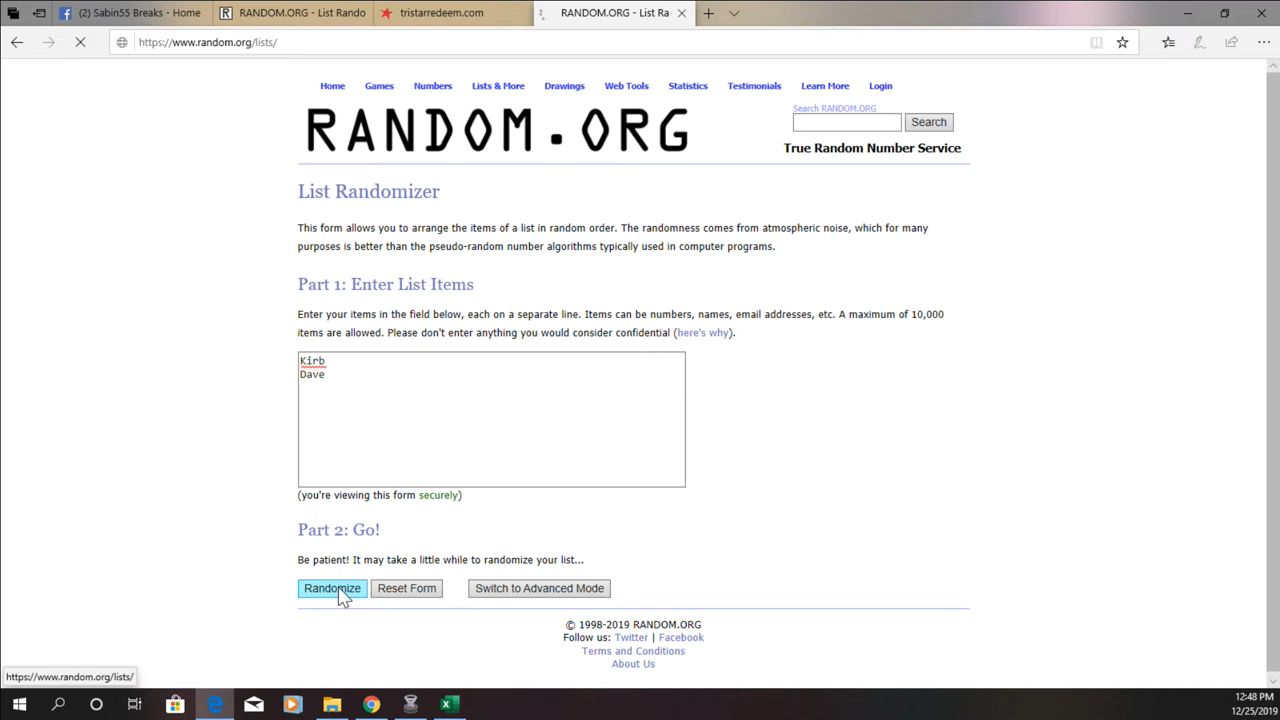 (2) Sabin55 Breaks - Home
RANDOM.ORG - List Rando
tristarredeem.com
RANDOM.ORG - List Ra
https://www.random.org/lists/
Home Games Numbers Lists & More Drawings Web Tools Statistics Testimonials Learn More Login
RANDOM.ORG
Search RANDOM.ORG
Search
True Random Number Service
List Randomizer
This form allows you to arrange the items of a list in random order. The randomness comes from atmospheric noise, which for many
purposes is better than the pseudo-random number algorithms typically used in computer programs.
Part 1: Enter List Items
Enter your items in the field below, each on a separate line. Items can be numbers, names, email addresses, etc. A maximum of 10,000
items are allowed. Please don't enter anything you would consider confidential (here's why).
Kirb
Dave
(you're viewing this form securely)
Part 2: Go!
Be patient! It may take a little while to randomize your list...
Randomize Reset Form Switch to Advanced Mode
© 1998-2019 RANDOM.ORG
Follow us: Twitter | Facebook
Terms and Conditions
About Us
https://www.random.org/lists/
12:48 PM
12/25/2019